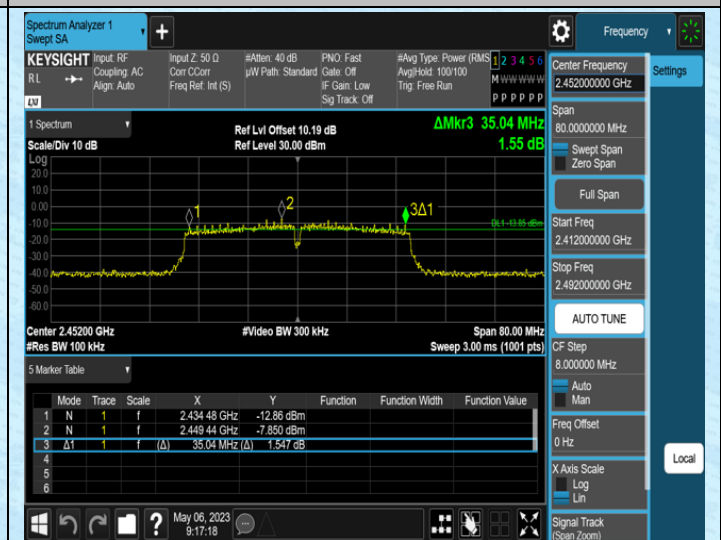 Spectrum Analyzer 1
Swept SA
Frequency
KEYSIGHT
R L
LXI
Input: RF
Coupling: AC
Align: Auto
Input Z: 50 Ω
Corr CCorr
Freq Ref: Int (S)
#Atten: 40 dB
µW Path: Standard
PNO: Fast
Gate: Off
IF Gain: Low
Sig Track: Off
#Avg Type: Power (RMS
Avg|Hold: 100/100
Trig: Free Run
1 2 3 4 5 6
M W W W W W
P P P P P P
Center Frequency
2.452000000 GHz
Settings
Span
80.0000000 MHz
Swept Span
Zero Span
Full Span
Start Freq
2.412000000 GHz
Stop Freq
2.492000000 GHz
AUTO TUNE
CF Step
8.000000 MHz
Auto
Man
Freq Offset
0 Hz
X Axis Scale
Log
Lin
Signal Track
(Span Zoom)
Local
1 Spectrum
Scale/Div 10 dB
Ref Lvl Offset 10.19 dB
Ref Level 30.00 dBm
ΔMkr3 35.04 MHz
1.55 dB
Log
20.0
10.0
0.00
-10.0
-20.0
-30.0
-40.0
-50.0
-60.0
1
2
3Δ1
DL1 -13.85 dBm
Center 2.45200 GHz
#Res BW 100 kHz
#Video BW 300 kHz
Span 80.00 MHz
Sweep 3.00 ms (1001 pts)
5 Marker Table
Mode Trace Scale X Y Function Function Width Function Value
1 N 1 f 2.434 48 GHz -12.86 dBm
2 N 1 f 2.449 44 GHz -7.850 dBm
3 Δ1 1 f (Δ) 35.04 MHz (Δ) 1.547 dB
4
5
6
?
May 06, 2023
9:17:18